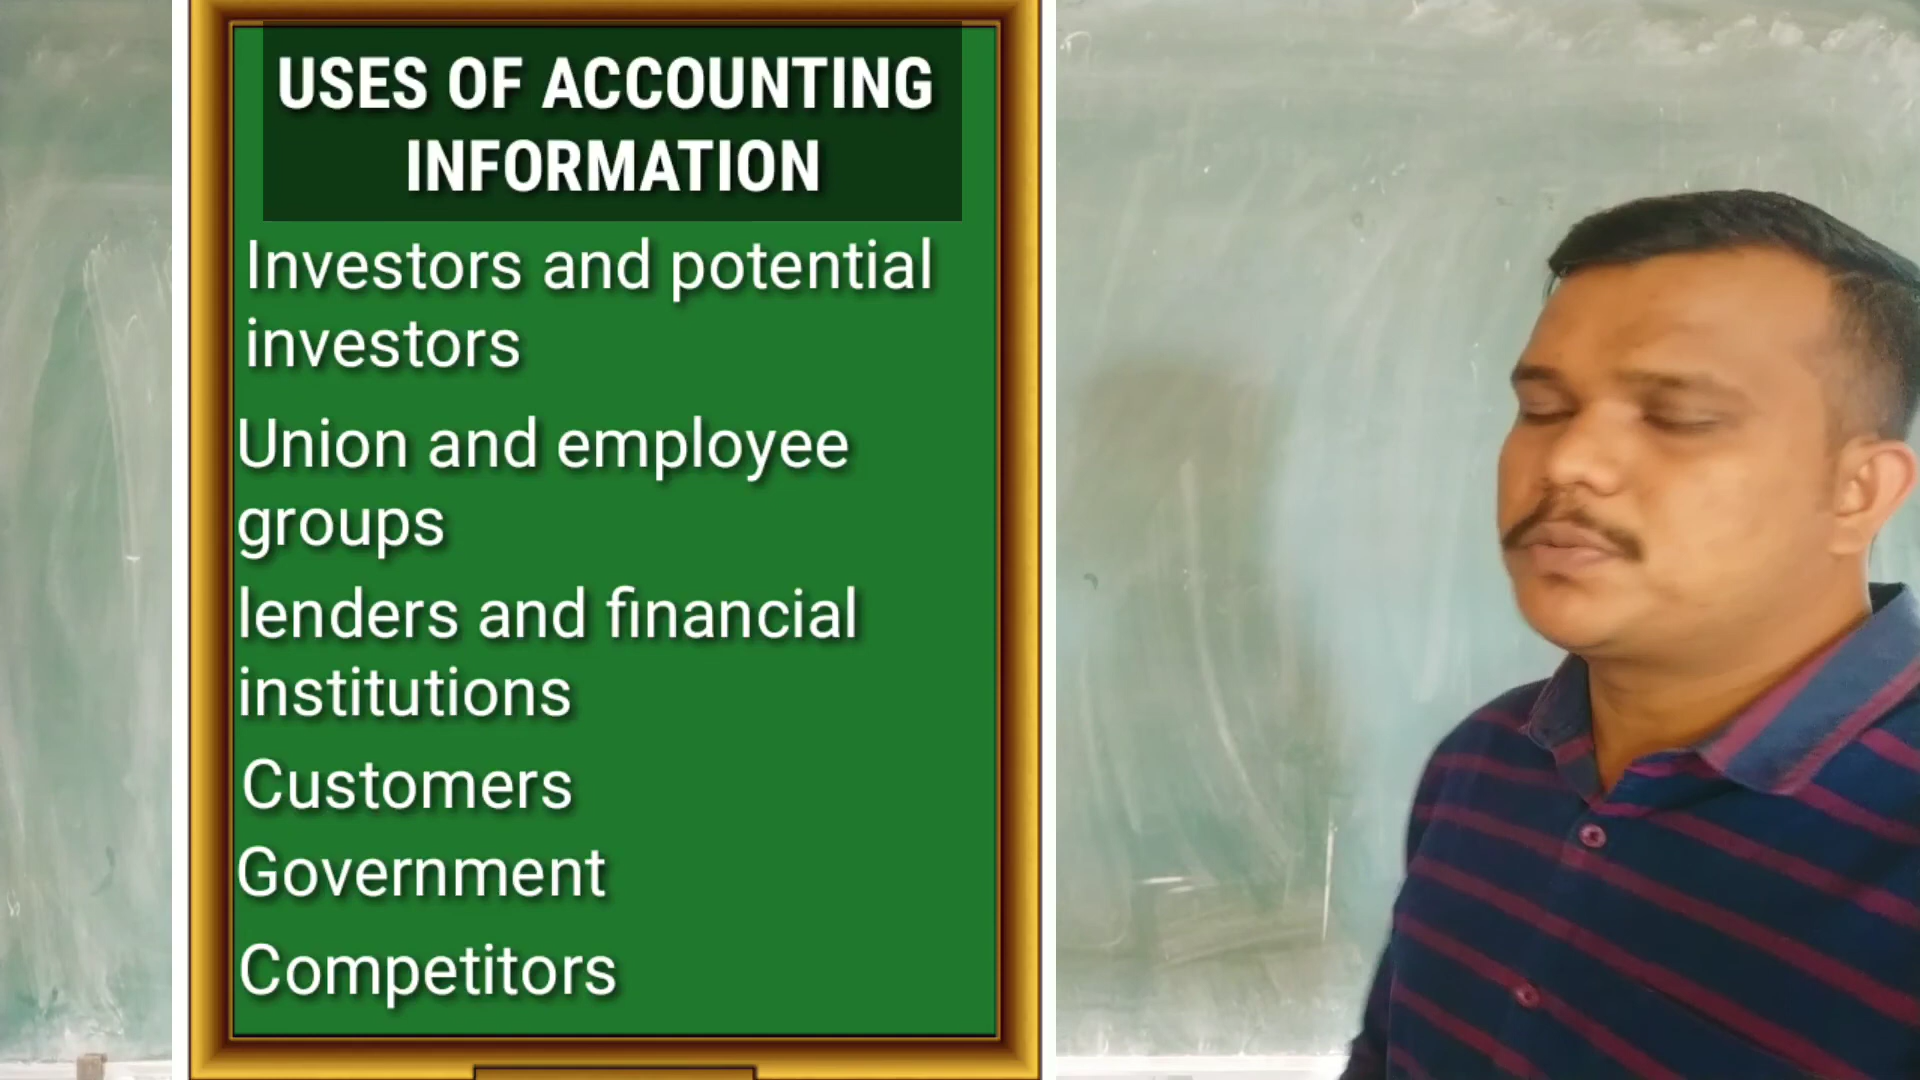 USES OF ACCOUNTING
INFORMATION
Investors and potential
investors
Union and employee
groups
lenders and financial
institutions
Customers
Government
Competitors